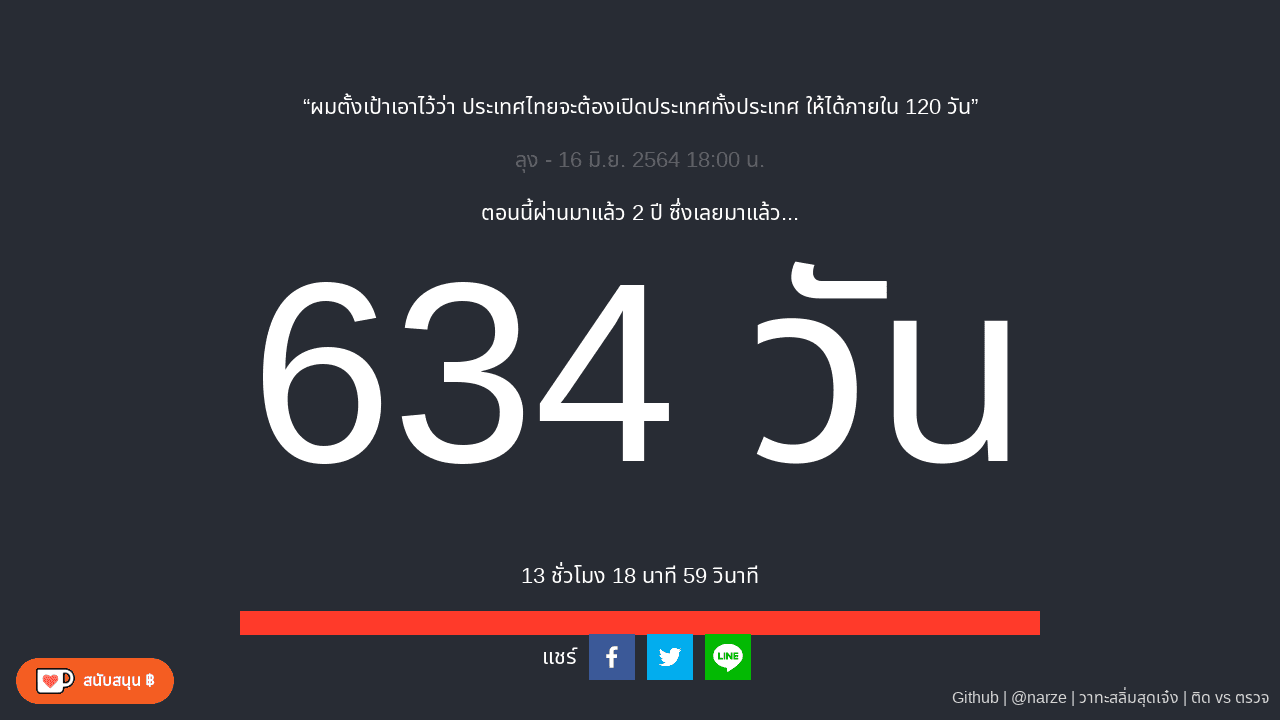 “ผมตั้งเป้าเอาไว้ว่า ประเทศไทยจะต้องเปิดประเทศทั้งประเทศ ให้ได้ภายใน 120 วัน”
ลุง - 16 มิ.ย. 2564 18:00 น.
ตอนนี้ผ่านมาแล้ว 2 ปี ซึ่งเลยมาแล้ว...
634 วัน
13 ชั่วโมง 18 นาที 59 วินาที
แชร์
LINE
สนับสนุน ฿
Github | @narze | วาทะสลิ่มสุดเจ๋ง | ติด vs ตรวจ